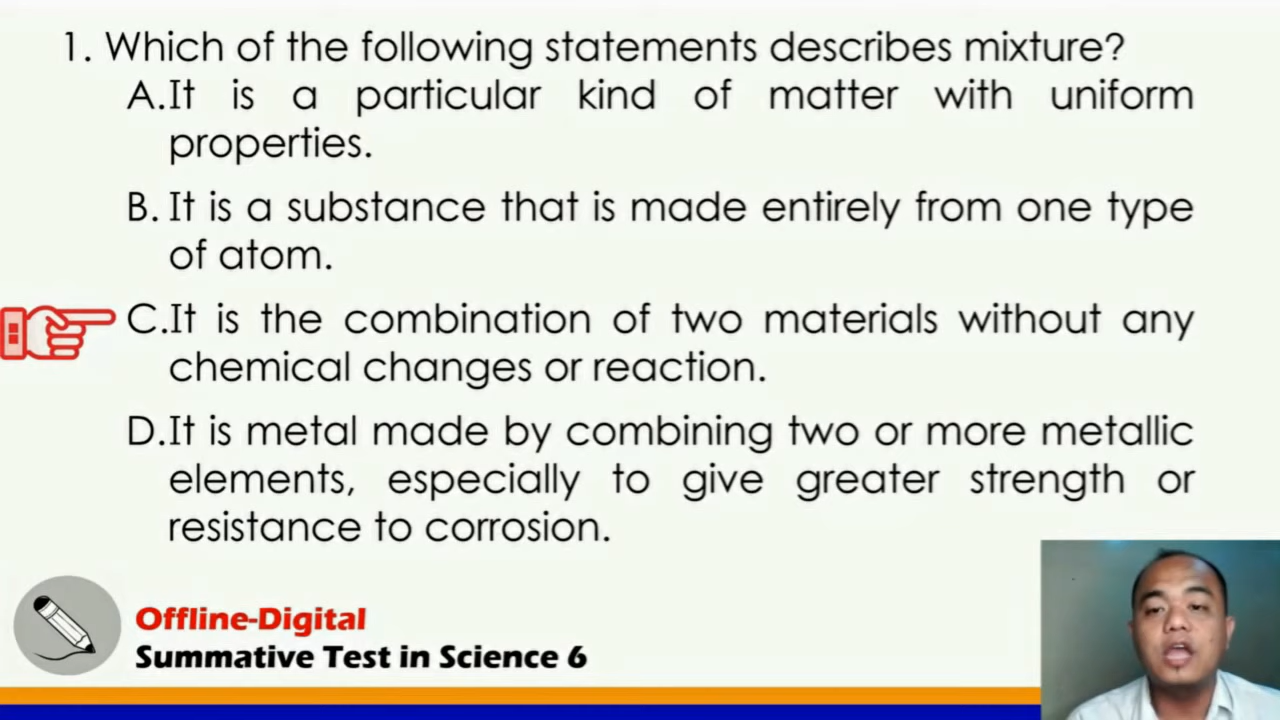 1. Which of the following statements describes mixture?
A.It is a particular kind of matter with uniform
properties.
B. It is a substance that is made entirely from one type
of atom.
C.It is the combination of two materials without any
chemical changes or reaction.
D.It is metal made by combining two or more metallic
elements, especially to give greater strength or
resistance to corrosion.
Offline-Digital
Summative Test in Science 6